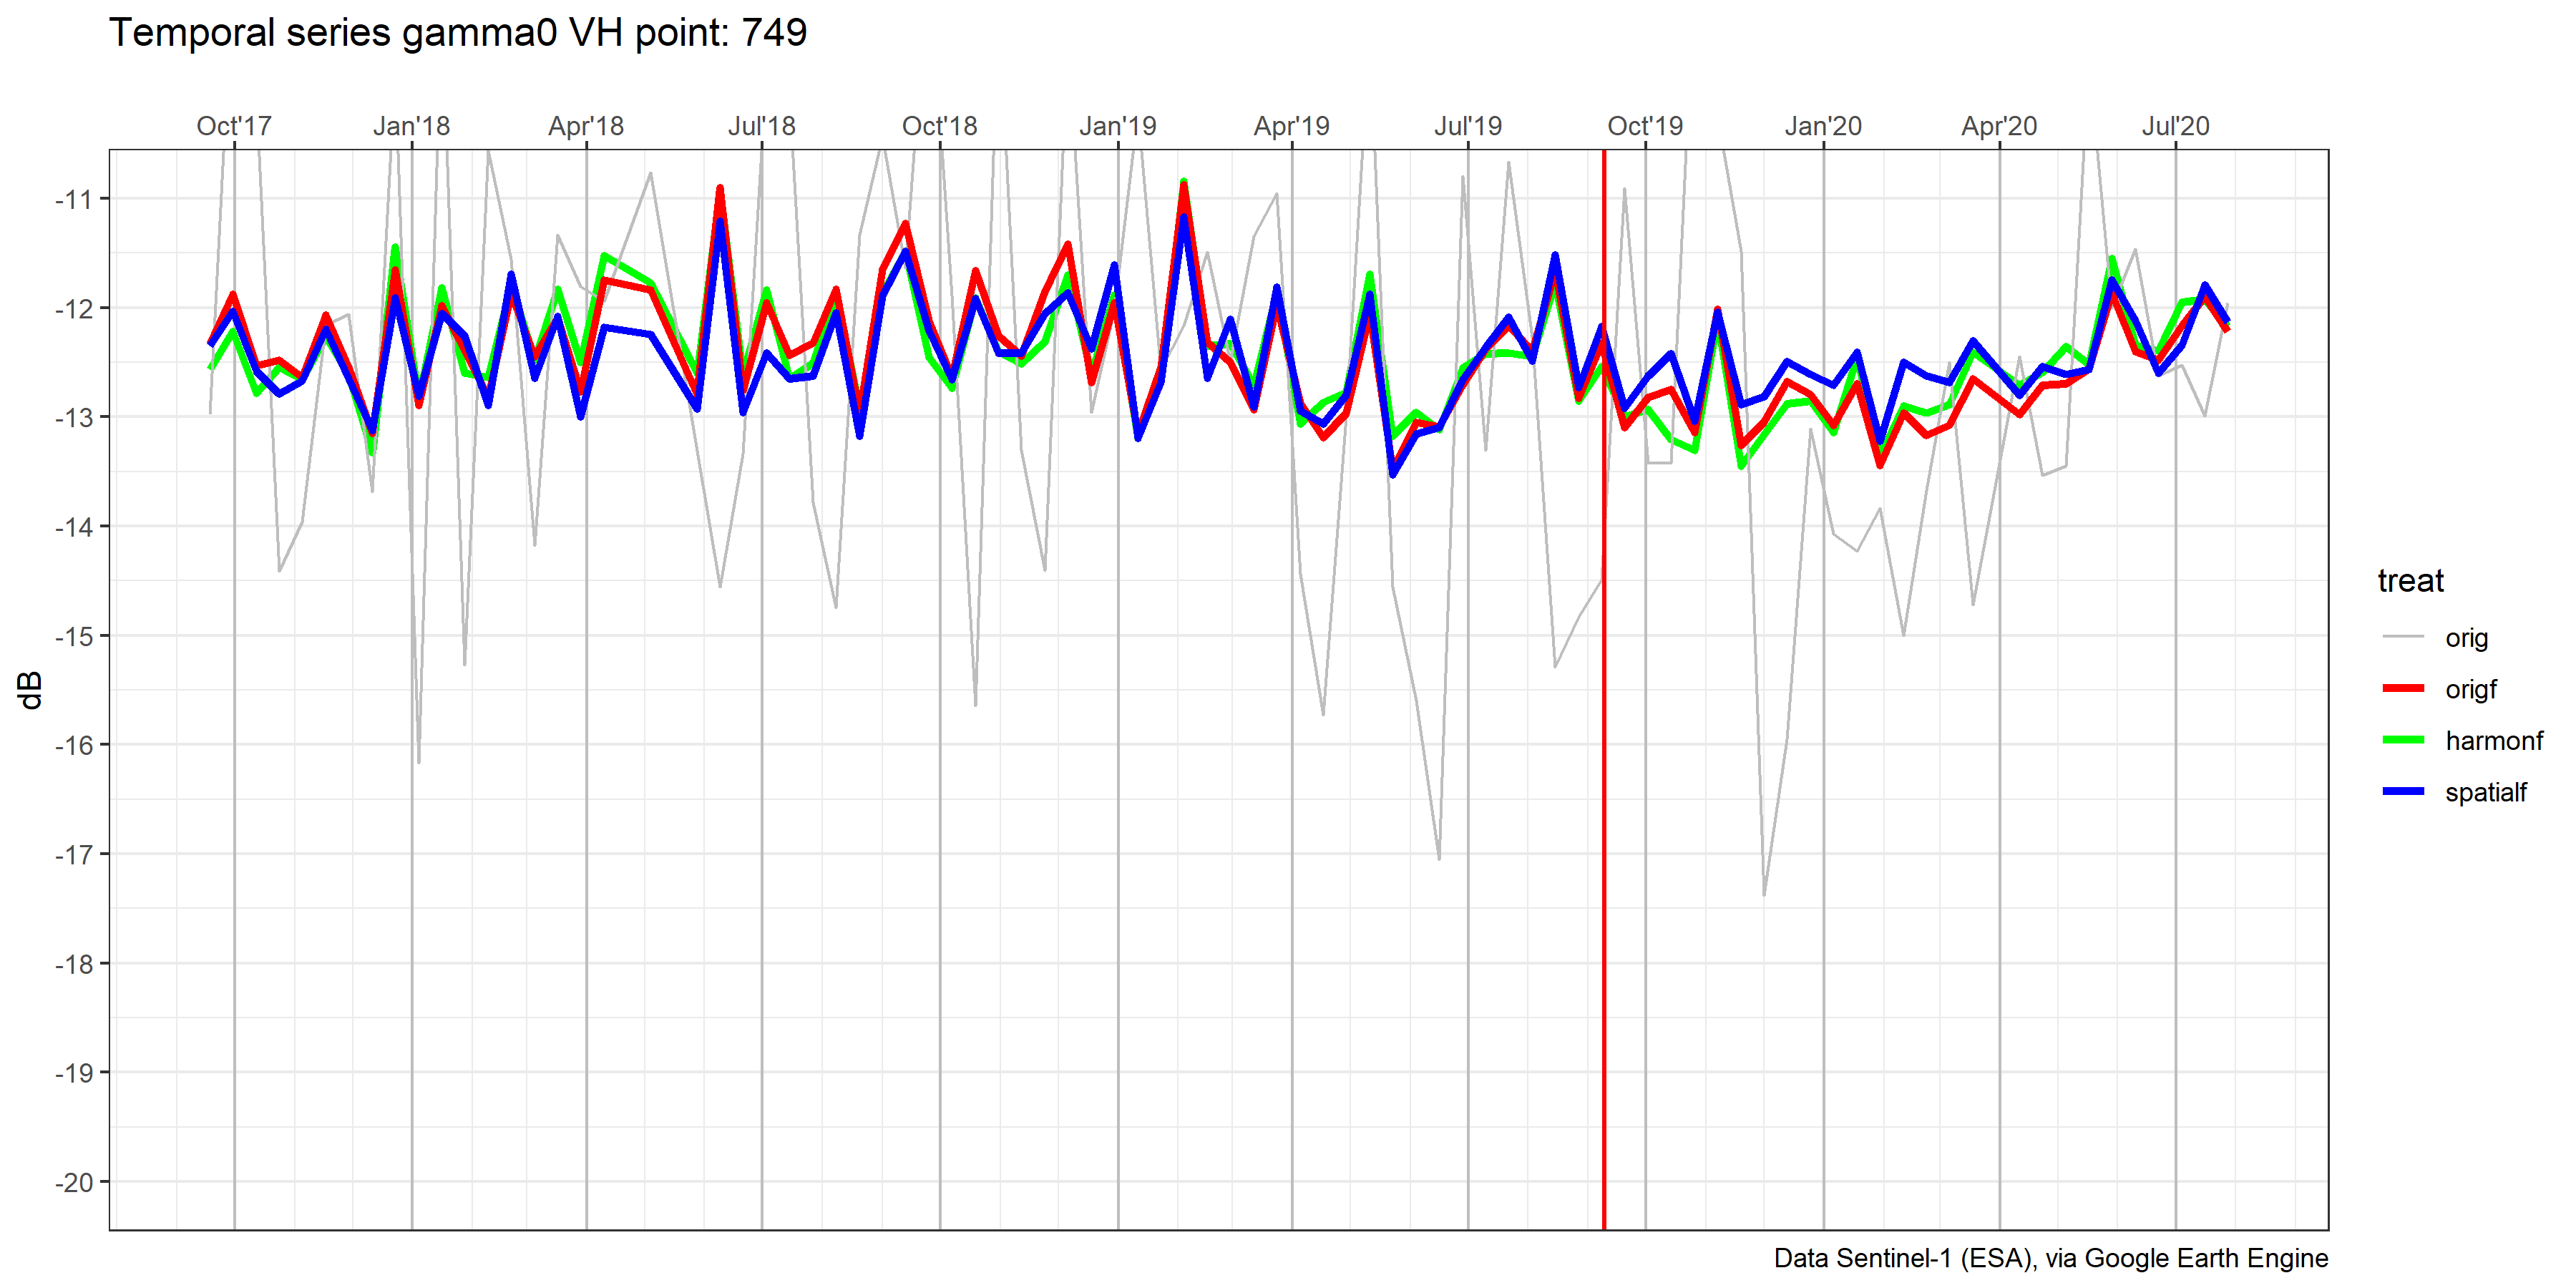 Temporal series gamma0 VH point: 749
Oct'17 Jan'18 Apr'18 Jul'18 Oct'18 Jan'19 Apr'19 Jul'19 Oct'19 Jan'20 Apr'20 Jul'20
-11
-12
-13
-14
-15
-16
-17
-18
-19
-20
dB
treat
orig
origf
harmonf
spatialf
Data Sentinel-1 (ESA), via Google Earth Engine